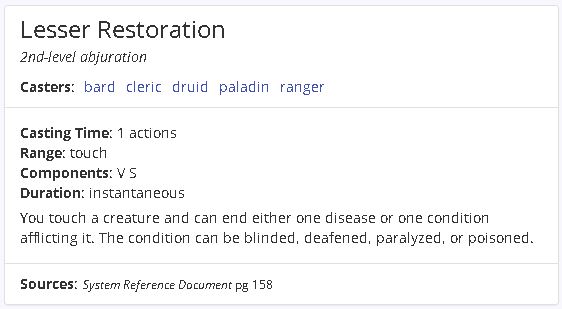 Lesser Restoration
2nd-level abjuration
Casters: bard cleric druid paladin ranger
Casting Time: 1 actions
Range: touch
Components: V S
Duration: instantaneous
You touch a creature and can end either one disease or one condition
afflicting it. The condition can be blinded, deafened, paralyzed, or poisoned.
Sources: System Reference Document pg 158